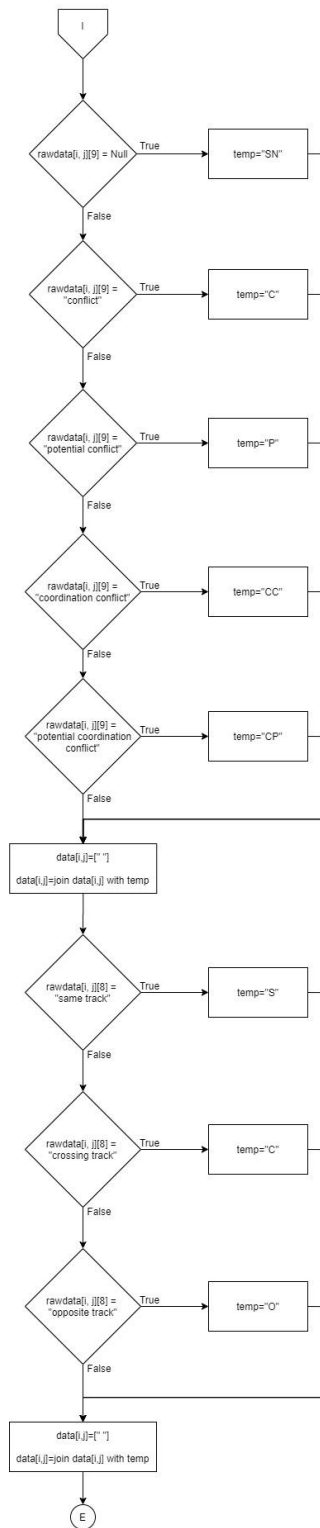 I
rawdata[i, j][9] = Null
True
temp="SN"
False
rawdata[i, j][9] =
"conflict"
True
temp="C"
False
rawdata[i, j][9] =
"potential conflict"
True
temp="P"
False
rawdata[i, j][9] =
"coordination conflict"
True
temp="CC"
False
rawdata[i, j][9] =
"potential coordination
conflict"
True
temp="CP"
False
data[i,j]=[" "]
data[i,j]=join data[i,j] with temp
rawdata[i, j][8] =
"same track"
True
temp="S"
False
rawdata[i, j][8] =
"crossing track"
True
temp="C"
False
rawdata[i, j][8] =
"opposite track"
True
temp="O"
False
data[i,j]=[" "]
data[i,j]=join data[i,j] with temp
E